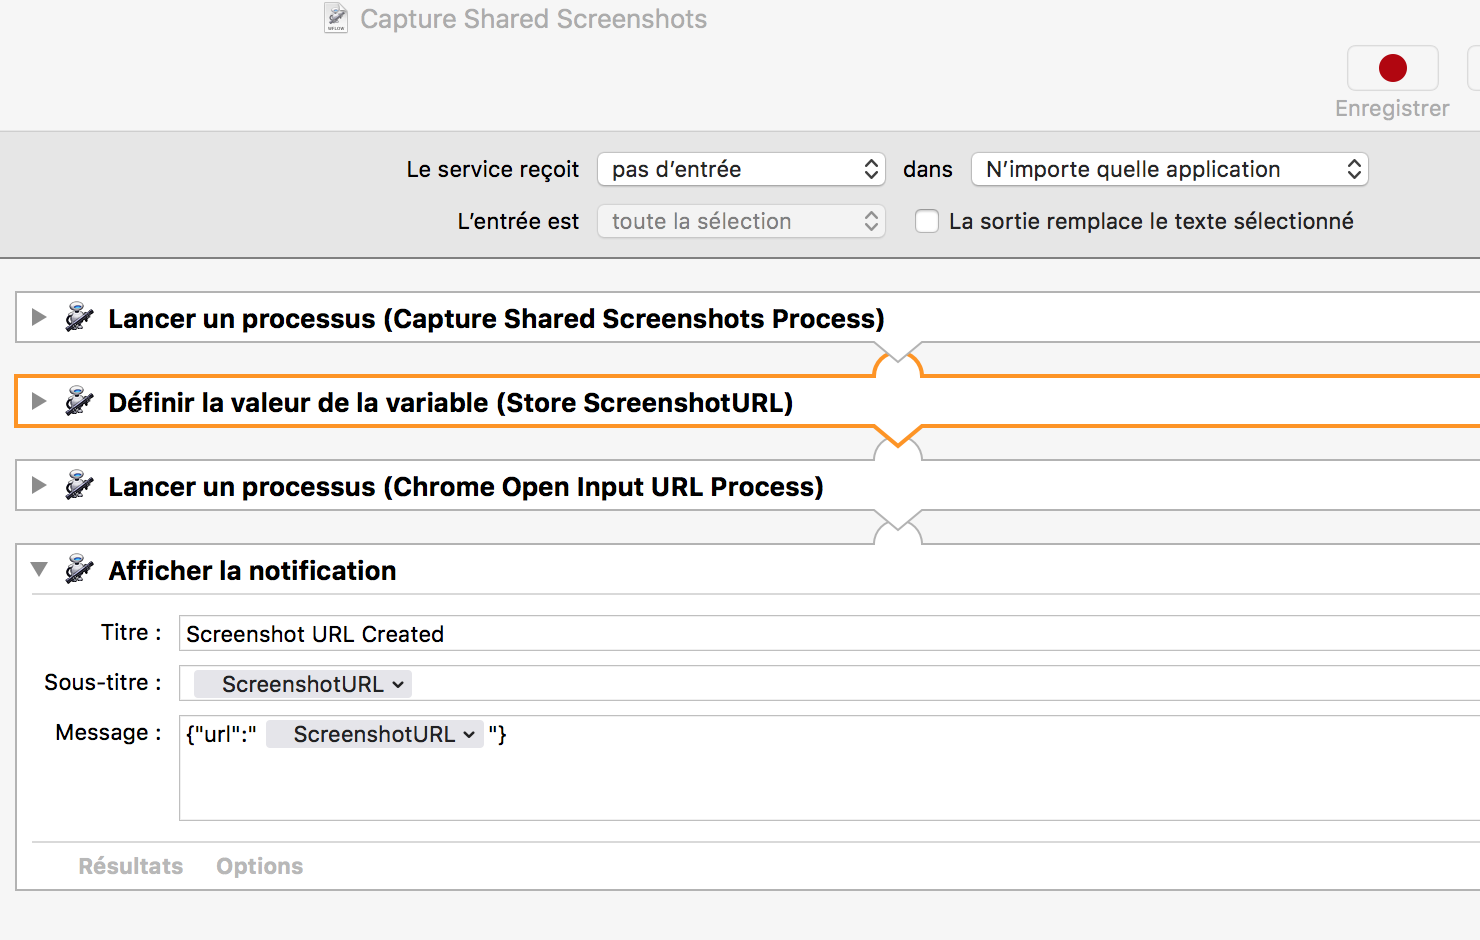 Capture Shared Screenshots
Enregistrer
Le service reçoit pas d’entrée dans N’importe quelle application
L’entrée est toute la sélection La sortie remplace le texte sélectionné
Lancer un processus (Capture Shared Screenshots Process)
Définir la valeur de la variable (Store ScreenshotURL)
Lancer un processus (Chrome Open Input URL Process)
Afficher la notification
Titre : Screenshot URL Created
Sous-titre : ScreenshotURL
Message : {"url":" ScreenshotURL "}
Résultats Options